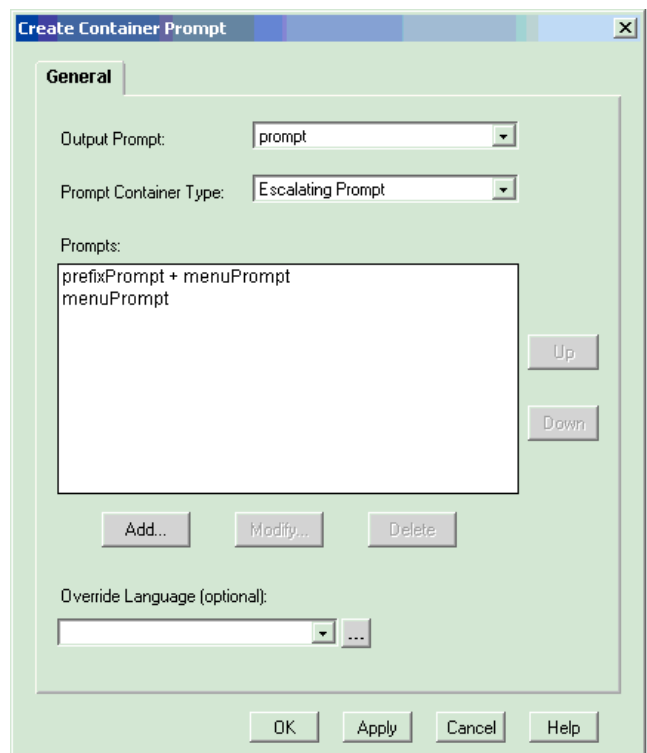 Create Container Prompt
General
Output Prompt: prompt
Prompt Container Type: Escalating Prompt
Prompts:
prefixPrompt + menuPrompt
menuPrompt
Up
Down
Add... Modify... Delete
Override Language (optional):
...
OK Apply Cancel Help